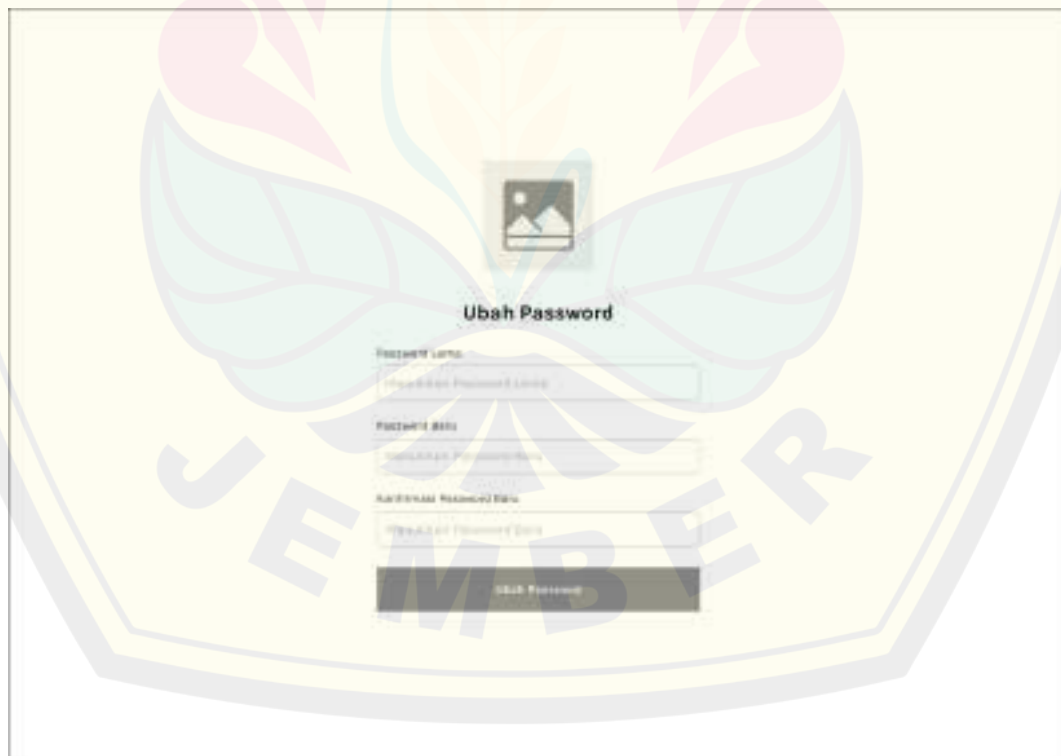 Ubah Password
Password Lama
Masukkan Password Lama
Password Baru
Masukkan Password Baru
Konfirmasi Password Baru
Masukkan Password Baru
Ubah Password
JEMBER